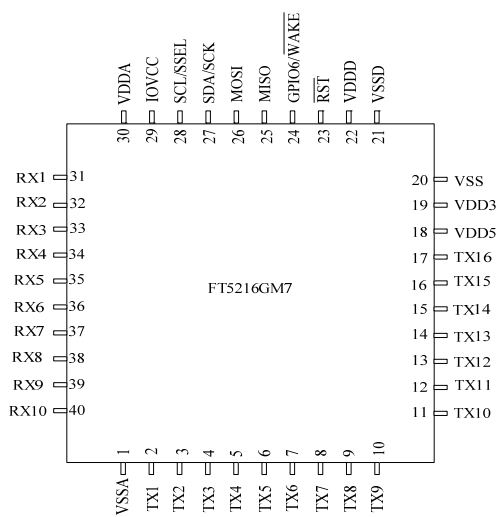 VDDA
IOVCC
SCL/SSEL
SDA/SCK
MOSI
MISO
GPIO6/WAKE
RST
VDDD
VSSD
30
29
28
27
26
25
24
23
22
21
RX1 31
RX2 32
RX3 33
RX4 34
RX5 35
RX6 36
RX7 37
RX8 38
RX9 39
RX10 40
FT5216GM7
20 VSS
19 VDD3
18 VDD5
17 TX16
16 TX15
15 TX14
14 TX13
13 TX12
12 TX11
11 TX10
1
2
3
4
5
6
7
8
9
10
VSSA
TX1
TX2
TX3
TX4
TX5
TX6
TX7
TX8
TX9